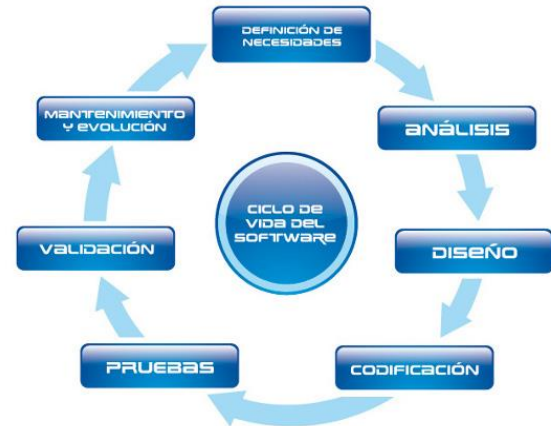 DEFINICIÓN DE
NECESIDADES
ANÁLISIS
DISEÑO
CODIFICACIÓN
PRUEBAS
VALIDACIÓN
MANTENIMIENTO
Y EVOLUCIÓN
CICLO DE
VIDA DEL
SOFTWARE